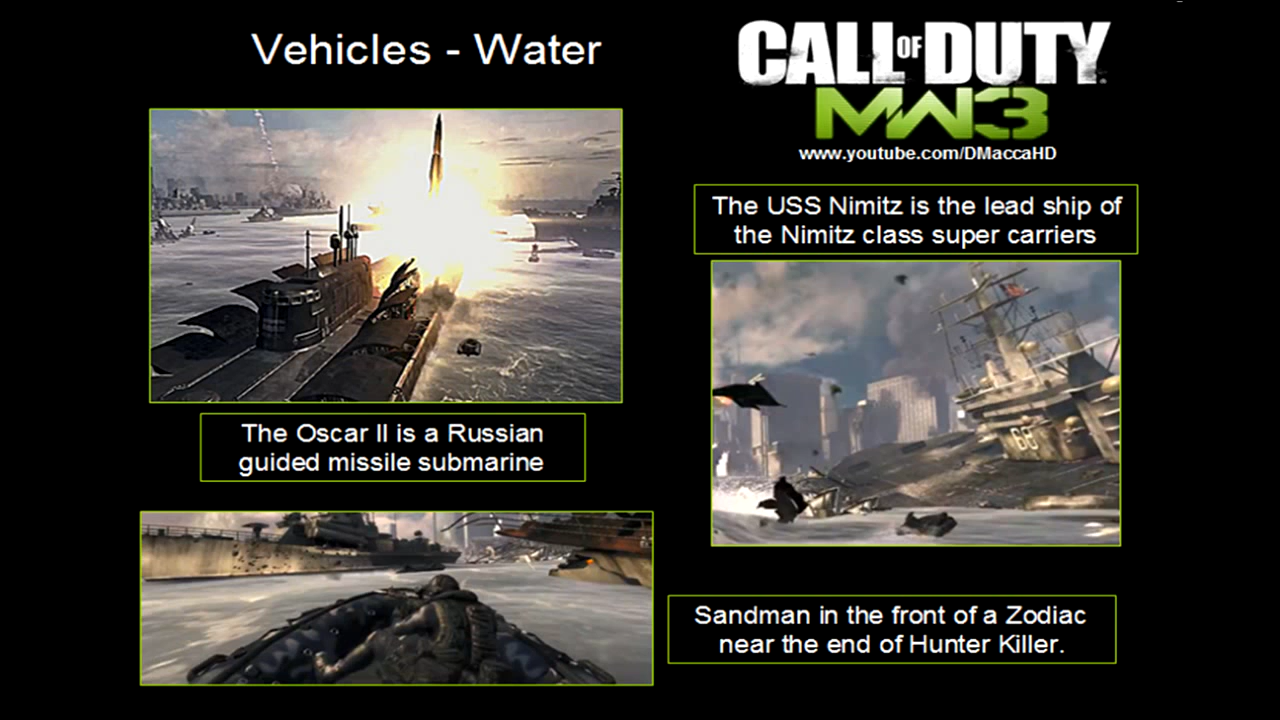 Vehicles - Water
CALL OF DUTY
MW3
www.youtube.com/DMaccaHD
The USS Nimitz is the lead ship of
the Nimitz class super carriers
68
The Oscar II is a Russian
guided missile submarine
Sandman in the front of a Zodiac
near the end of Hunter Killer.